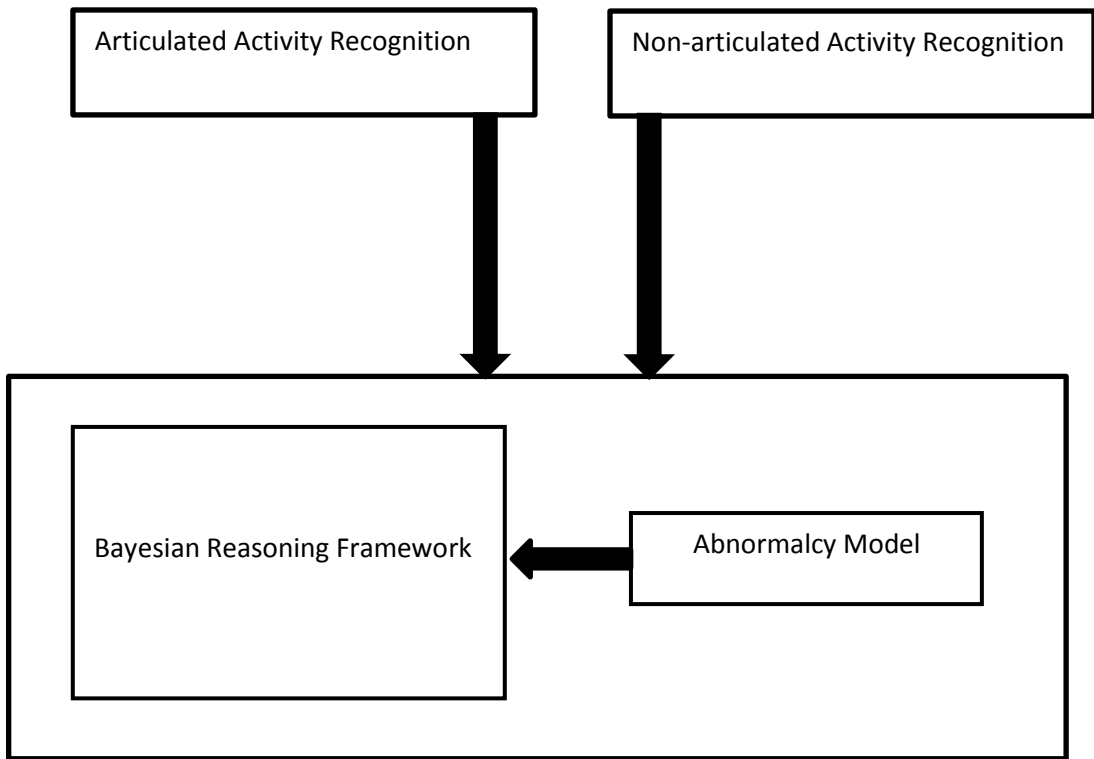 Articulated Activity Recognition
Non-articulated Activity Recognition
Bayesian Reasoning Framework
Abnormalcy Model